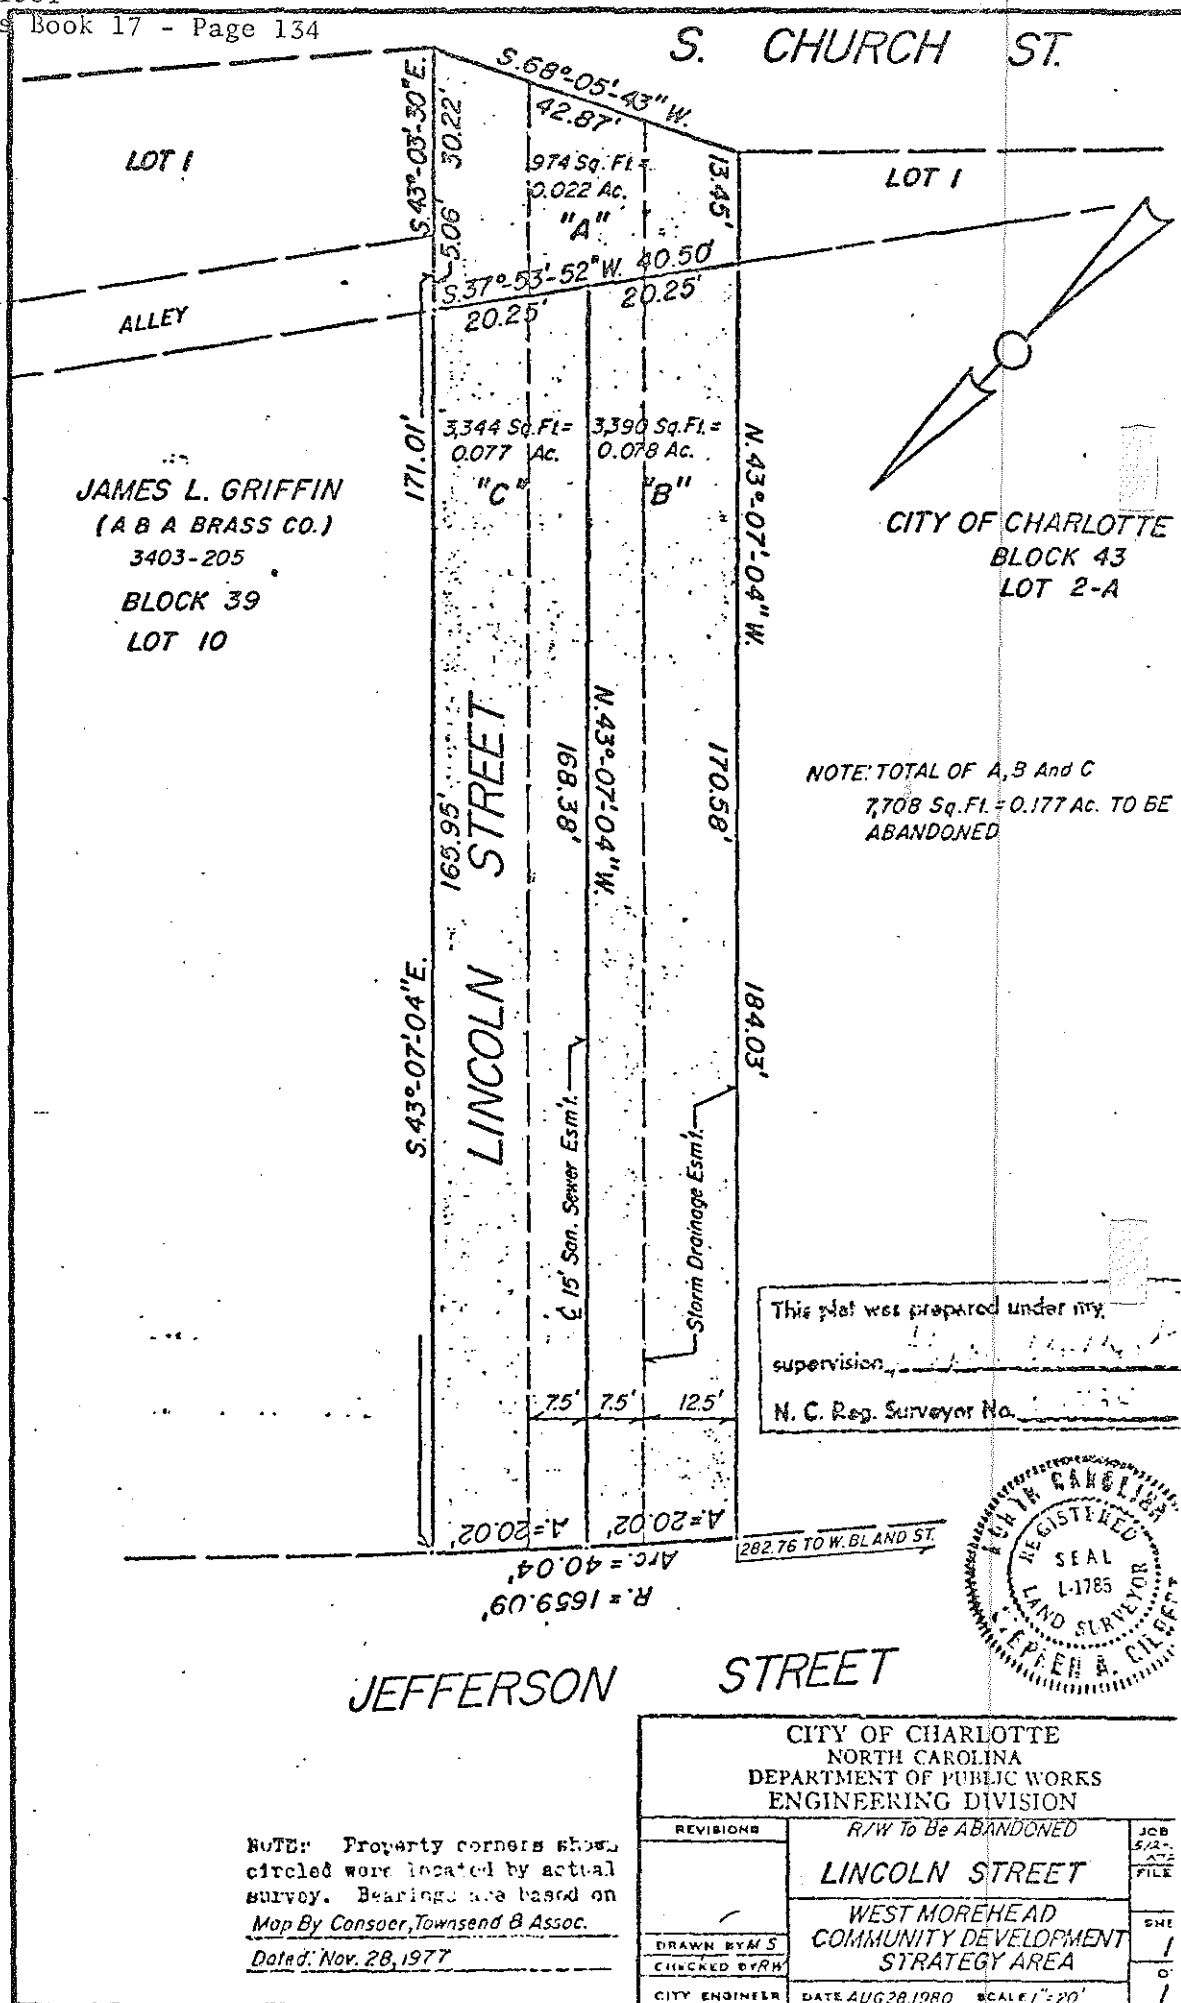 Book 17 - Page 134
S. CHURCH ST.
S.68°-05'-43" W.
42.87'
S.43°-03'-30"E.
30.22'
5.06'
LOT 1
974 Sq. Ft.=
0.022 Ac.
"A"
13.45'
LOT 1
ALLEY
S.37°-53'-52"W. 40.50'
20.25'
20.25'
171.01'
3,344 Sq.Ft.=
0.077 Ac.
"C"
3,390 Sq.Ft.=
0.078 Ac.
"B"
N.43°-07'-04" W.
JAMES L. GRIFFIN
(A & A BRASS CO.)
3403-205
BLOCK 39
LOT 10
CITY OF CHARLOTTE
BLOCK 43
LOT 2-A
LINCOLN STREET
165.95'
168.38'
N.43°-07'-04" W.
170.58'
NOTE: TOTAL OF A,B And C
7,708 Sq.Ft. = 0.177 Ac. TO BE
ABANDONED
S.43°-07'-04"E.
184.03'
℄ 15' San. Sewer Esm't.
Storm Drainage Esm't.
7.5' 7.5' 12.5'
A=20.02' A=20.02'
Arc.=40.04'
R.=1659.09'
282.76 TO W. BLAND ST.
This plat was prepared under my
supervision
N. C. Reg. Surveyor No.
NORTH CAROLINA
REGISTERED
SEAL
L-1785
LAND SURVEYOR
JEFFERSON STREET
NOTE: Property corners shown
circled were located by actual
survey. Bearings are based on
Map By Consoer, Townsend & Assoc.
Dated: Nov. 28, 1977
CITY OF CHARLOTTE
NORTH CAROLINA
DEPARTMENT OF PUBLIC WORKS
ENGINEERING DIVISION
REVISIONS
R/W To Be ABANDONED
LINCOLN STREET
JOB
FILE
WEST MOREHEAD
COMMUNITY DEVELOPMENT
STRATEGY AREA
DRAWN BY MS
CHECKED BY RH
CITY ENGINEER
DATE AUG 28, 1980 SCALE 1"=20'
1
1